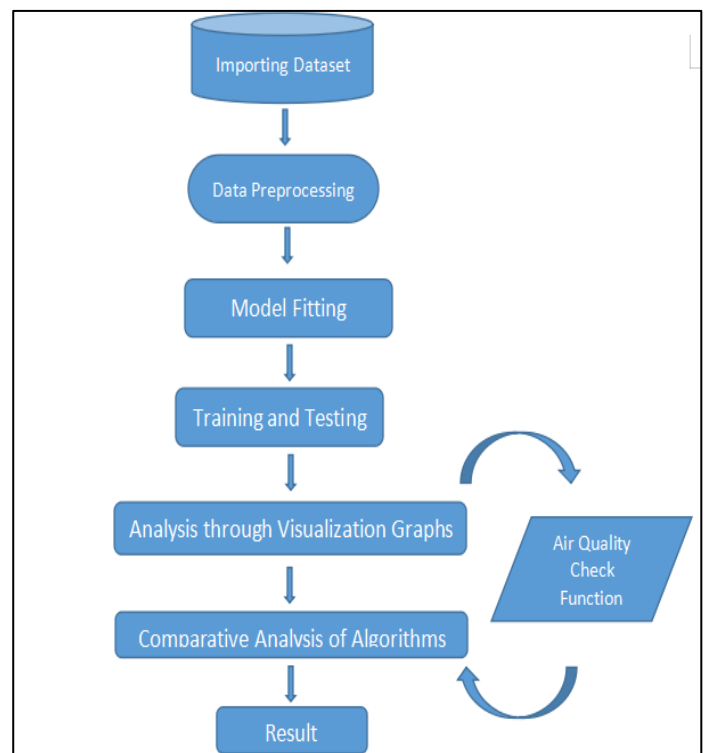 Importing Dataset
Data Preprocessing
Model Fitting
Training and Testing
Analysis through Visualization Graphs
Air Quality
Check
Function
Comparative Analysis of Algorithms
Result